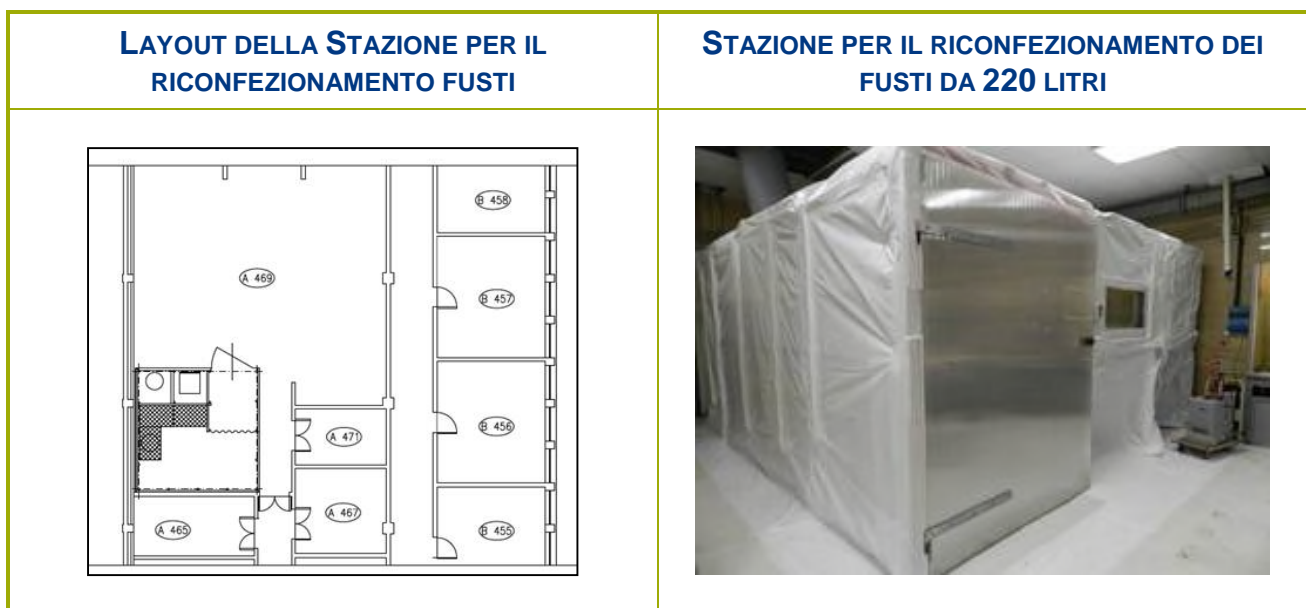 LAYOUT DELLA STAZIONE PER IL
RICONFEZIONAMENTO FUSTI
STAZIONE PER IL RICONFEZIONAMENTO DEI
FUSTI DA 220 LITRI
B 458
A 469
B 457
A 471
B 456
A 467
A 465
B 455